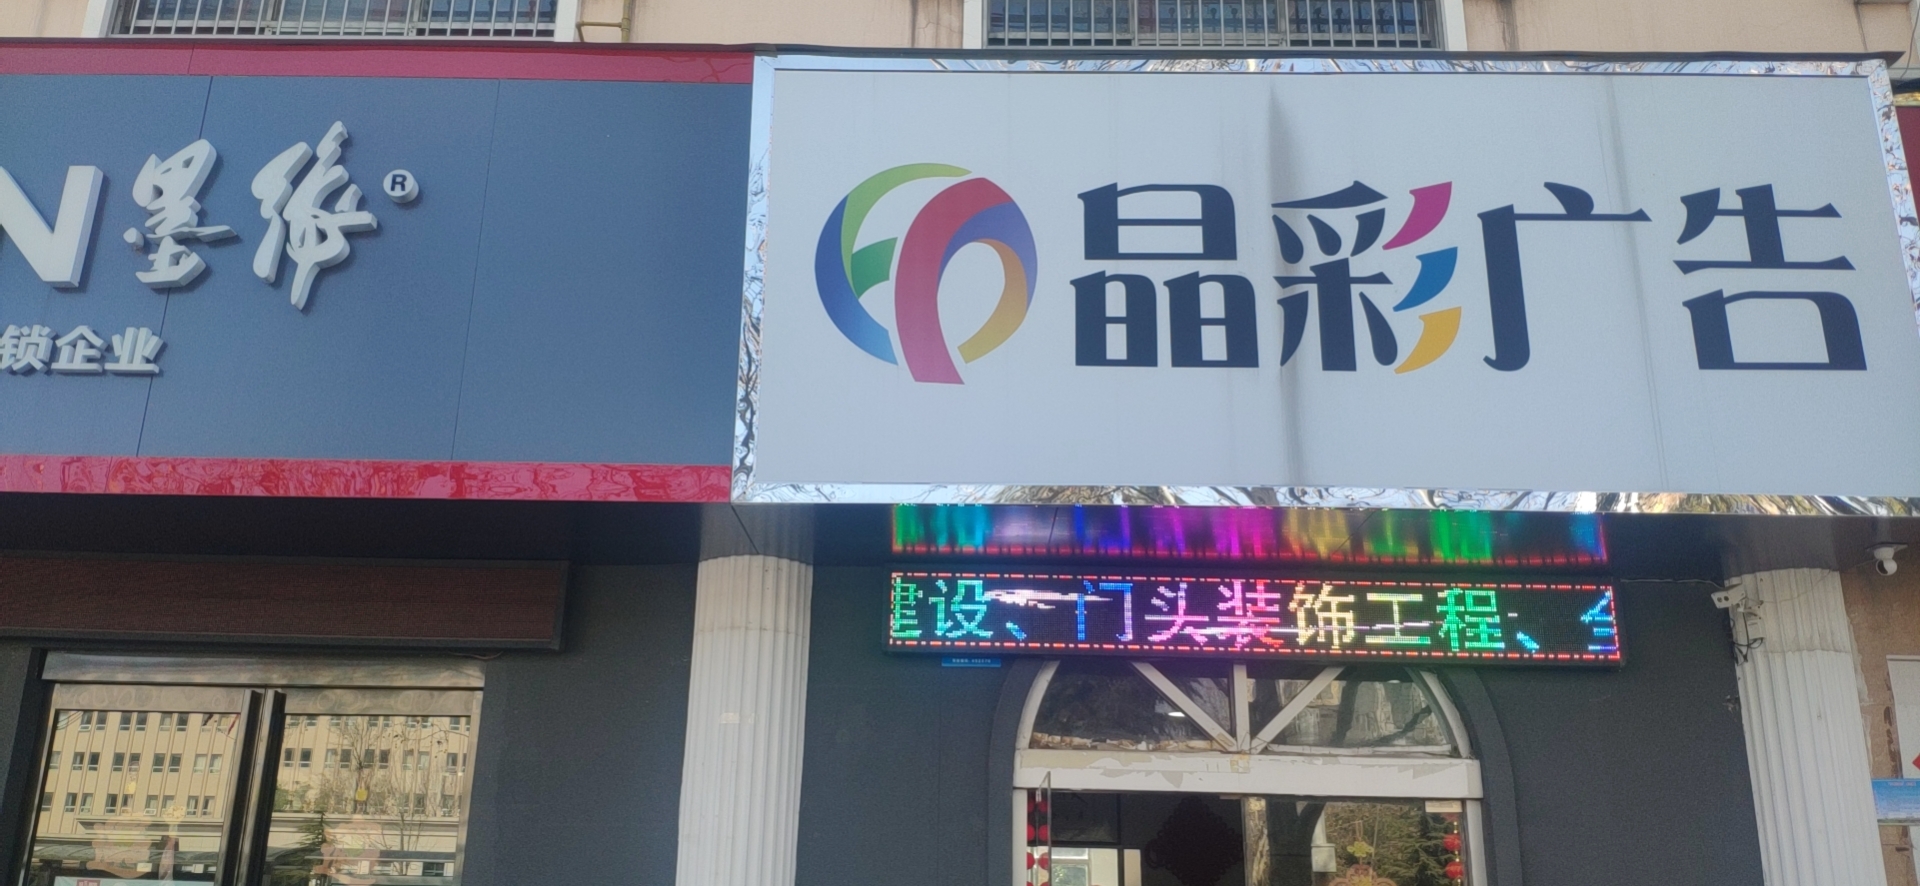 N墨缘®
锁企业
晶彩广告
建设、门头装饰工程、